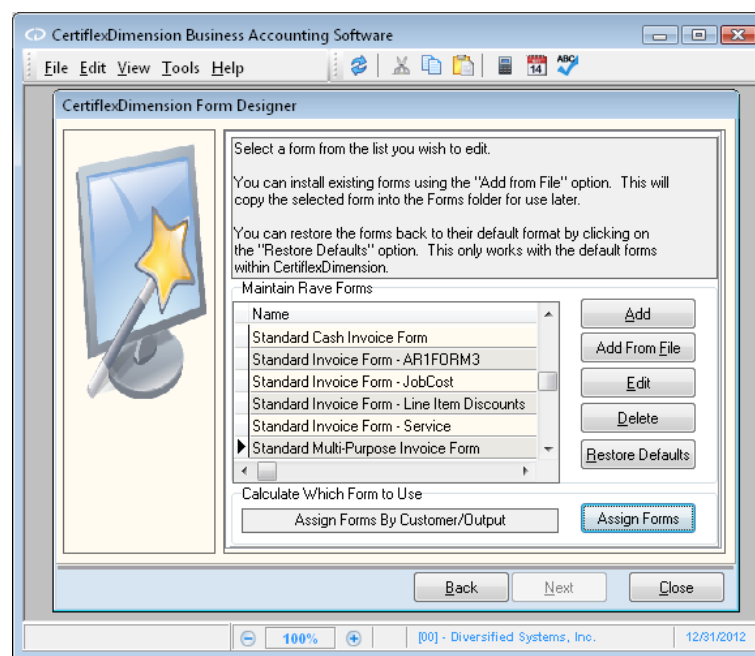 CertiflexDimension Business Accounting Software
File Edit View Tools Help
14
ABC
CertiflexDimension Form Designer
Select a form from the list you wish to edit.
You can install existing forms using the "Add from File" option. This will
copy the selected form into the Forms folder for use later.
You can restore the forms back to their default format by clicking on
the "Restore Defaults" option. This only works with the default forms
within CertiflexDimension.
Maintain Rave Forms
Name
Standard Cash Invoice Form
Standard Invoice Form - AR1FORM3
Standard Invoice Form - JobCost
Standard Invoice Form - Line Item Discounts
Standard Invoice Form - Service
Standard Multi-Purpose Invoice Form
Add
Add From File
Edit
Delete
Restore Defaults
Calculate Which Form to Use
Assign Forms By Customer/Output
Assign Forms
Back Next Close
100% [00] - Diversified Systems, Inc. 12/31/2012